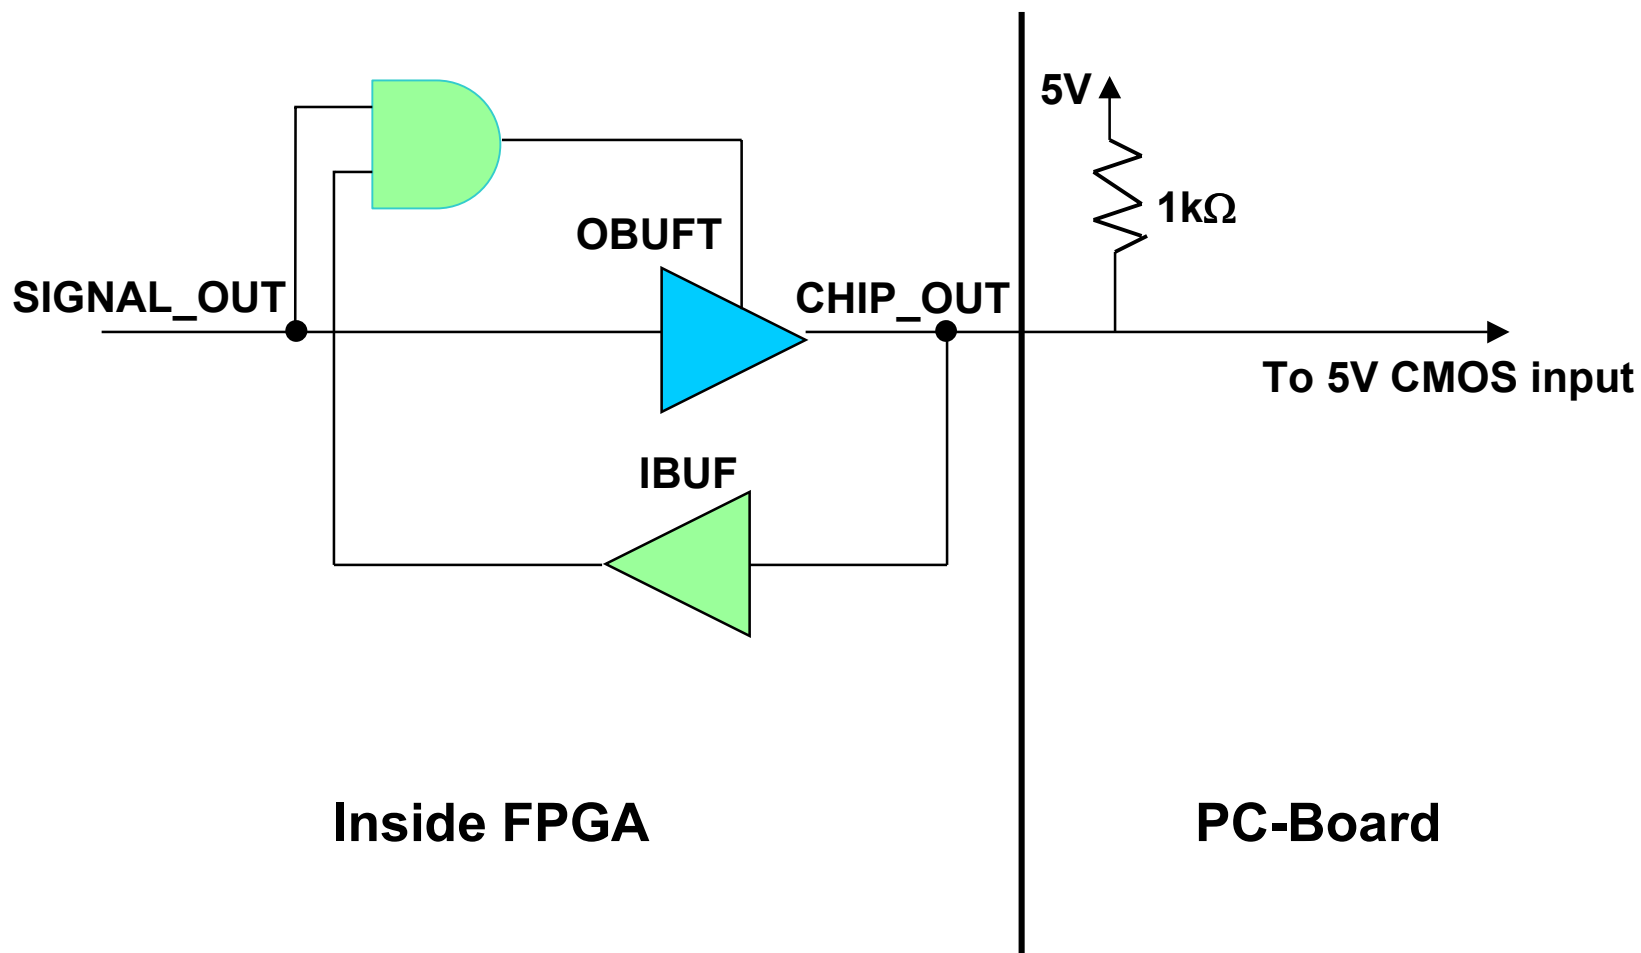 5V
1kΩ
OBUFT
SIGNAL_OUT
CHIP_OUT
To 5V CMOS input
IBUF
Inside FPGA
PC-Board